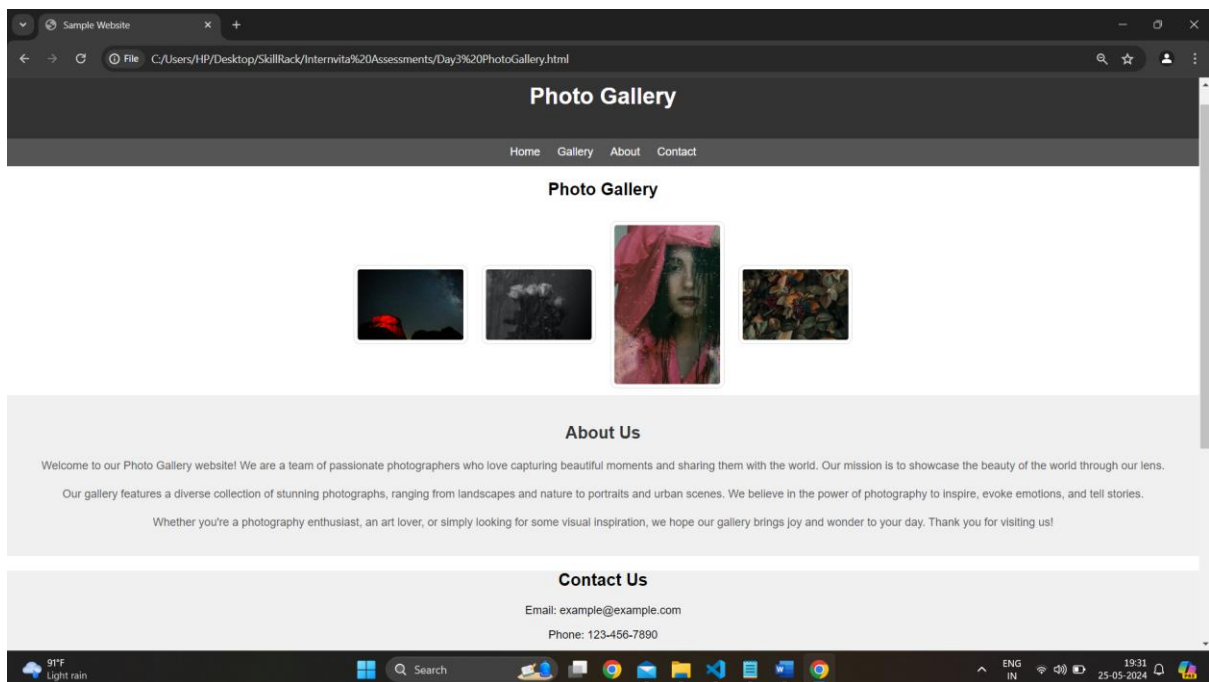 Sample Website
File C:/Users/HP/Desktop/SkillRack/Internvita%20Assessments/Day3%20PhotoGallery.html
Photo Gallery
Home Gallery About Contact
Photo Gallery
About Us
Welcome to our Photo Gallery website! We are a team of passionate photographers who love capturing beautiful moments and sharing them with the world. Our mission is to showcase the beauty of the world through our lens.
Our gallery features a diverse collection of stunning photographs, ranging from landscapes and nature to portraits and urban scenes. We believe in the power of photography to inspire, evoke emotions, and tell stories.
Whether you're a photography enthusiast, an art lover, or simply looking for some visual inspiration, we hope our gallery brings joy and wonder to your day. Thank you for visiting us!
Contact Us
Email: example@example.com
Phone: 123-456-7890
91°F
Light rain
Search
ENG
IN
19:31
25-05-2024